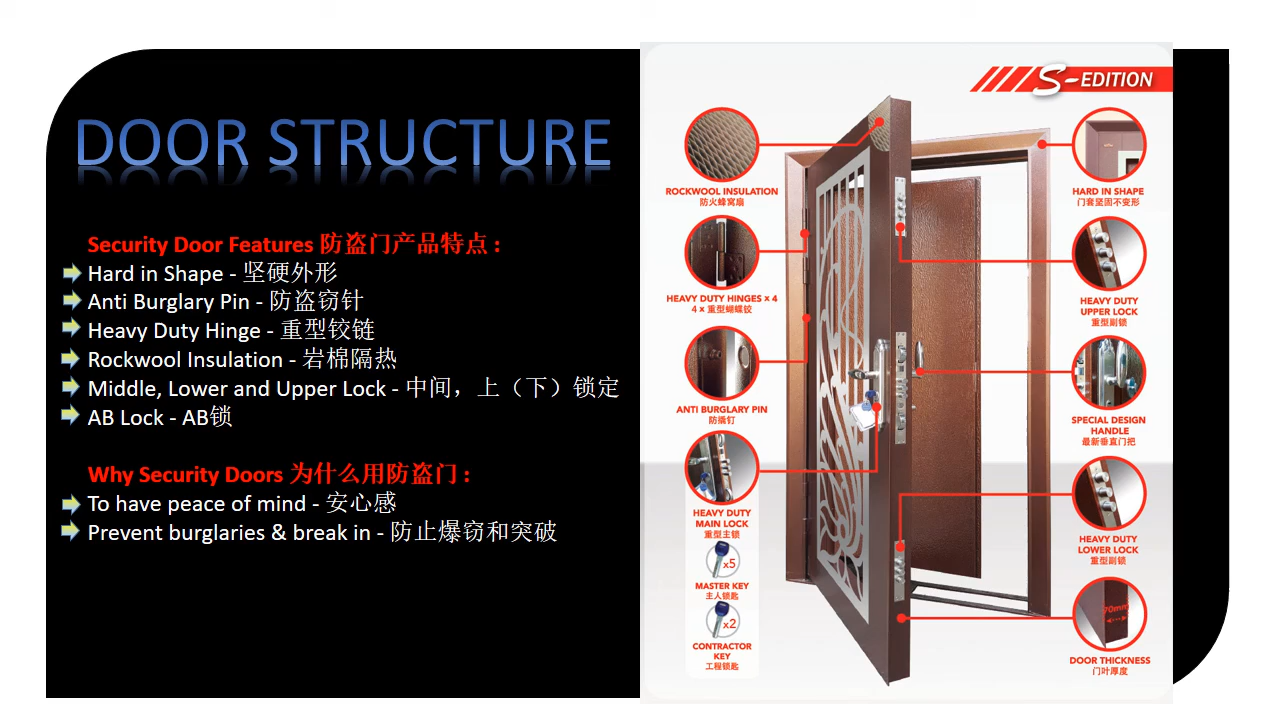 DOOR STRUCTURE
Security Door Features 防盗门产品特点 :
Hard in Shape - 坚硬外形
Anti Burglary Pin - 防盗窃针
Heavy Duty Hinge - 重型铰链
Rockwool Insulation - 岩棉隔热
Middle, Lower and Upper Lock - 中间，上（下）锁定
AB Lock - AB锁
Why Security Doors 为什么用防盗门 :
To have peace of mind - 安心感
Prevent burglaries & break in - 防止爆窃和突破
S-EDITION
ROCKWOOL INSULATION
防火蜂窝扇
HEAVY DUTY HINGES × 4
4 × 重型蝴蝶铰
ANTI BURGLARY PIN
防撬钉
HEAVY DUTY
MAIN LOCK
重型主锁
x5
MASTER KEY
主人锁匙
x2
CONTRACTOR
KEY
工程锁匙
HARD IN SHAPE
门套坚固不变形
HEAVY DUTY
UPPER LOCK
重型副锁
SPECIAL DESIGN
HANDLE
最新垂直门把
HEAVY DUTY
LOWER LOCK
重型副锁
70mm
DOOR THICKNESS
门叶厚度